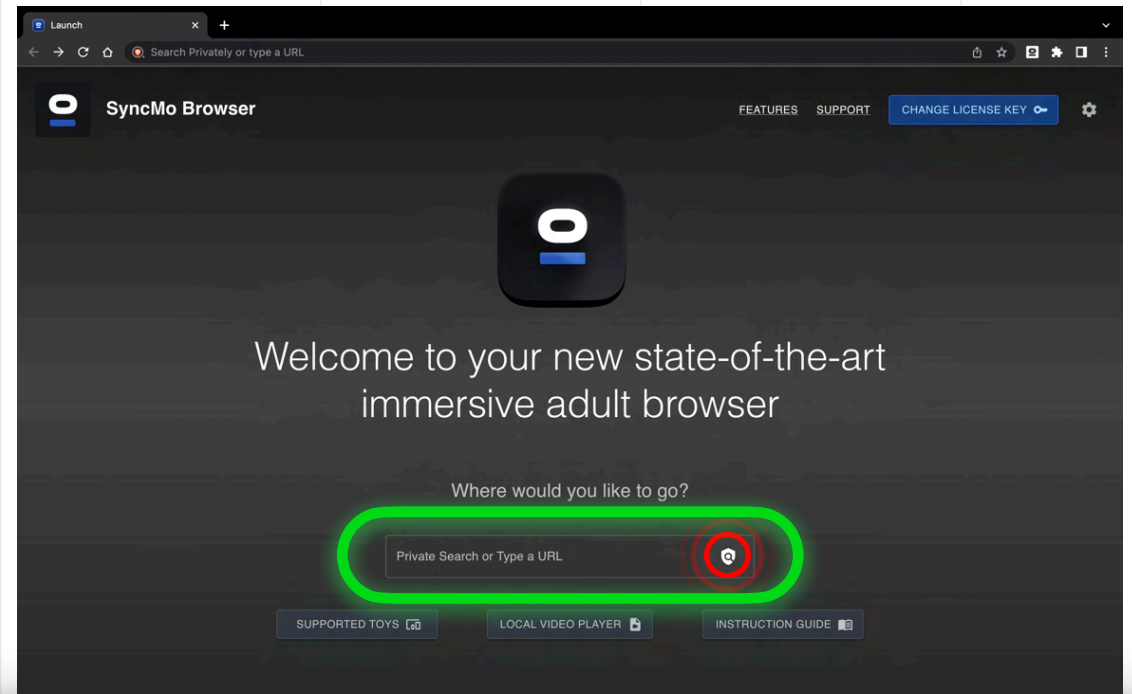 Launch
Search Privately or type a URL
SyncMo Browser
FEATURES
SUPPORT
CHANGE LICENSE KEY
Welcome to your new state-of-the-art
immersive adult browser
Where would you like to go?
Private Search or Type a URL
SUPPORTED TOYS
LOCAL VIDEO PLAYER
INSTRUCTION GUIDE